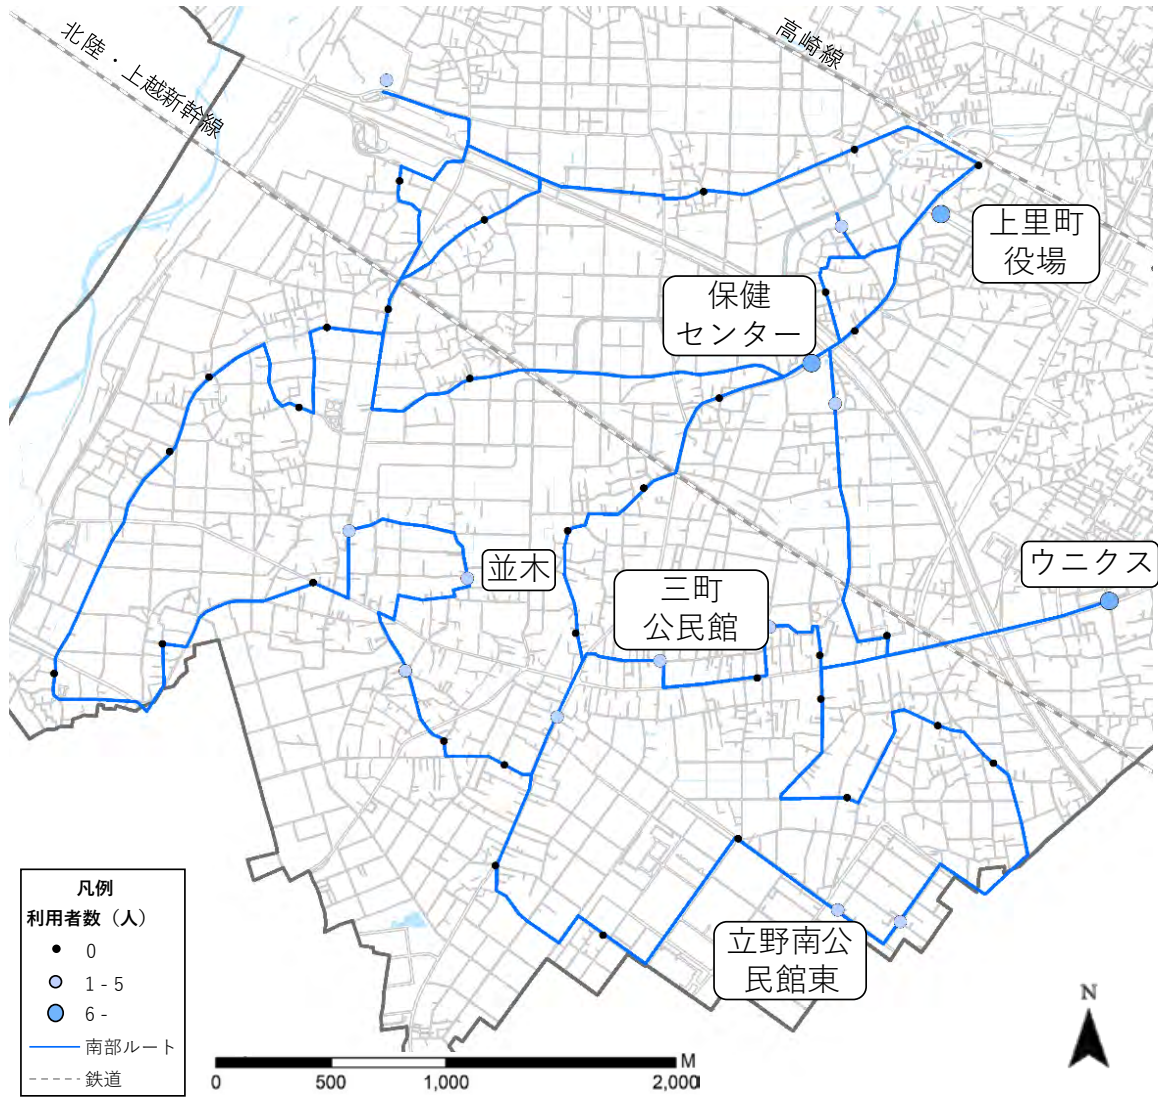 北陸・上越新幹線
高崎線
上里町
役場
保健
センター
ウニクス
並木
三町
公民館
立野南公
民館東
凡例
利用者数（人）
0
1 - 5
6 -
南部ルート
鉄道
M
0
500
1,000
2,000
N